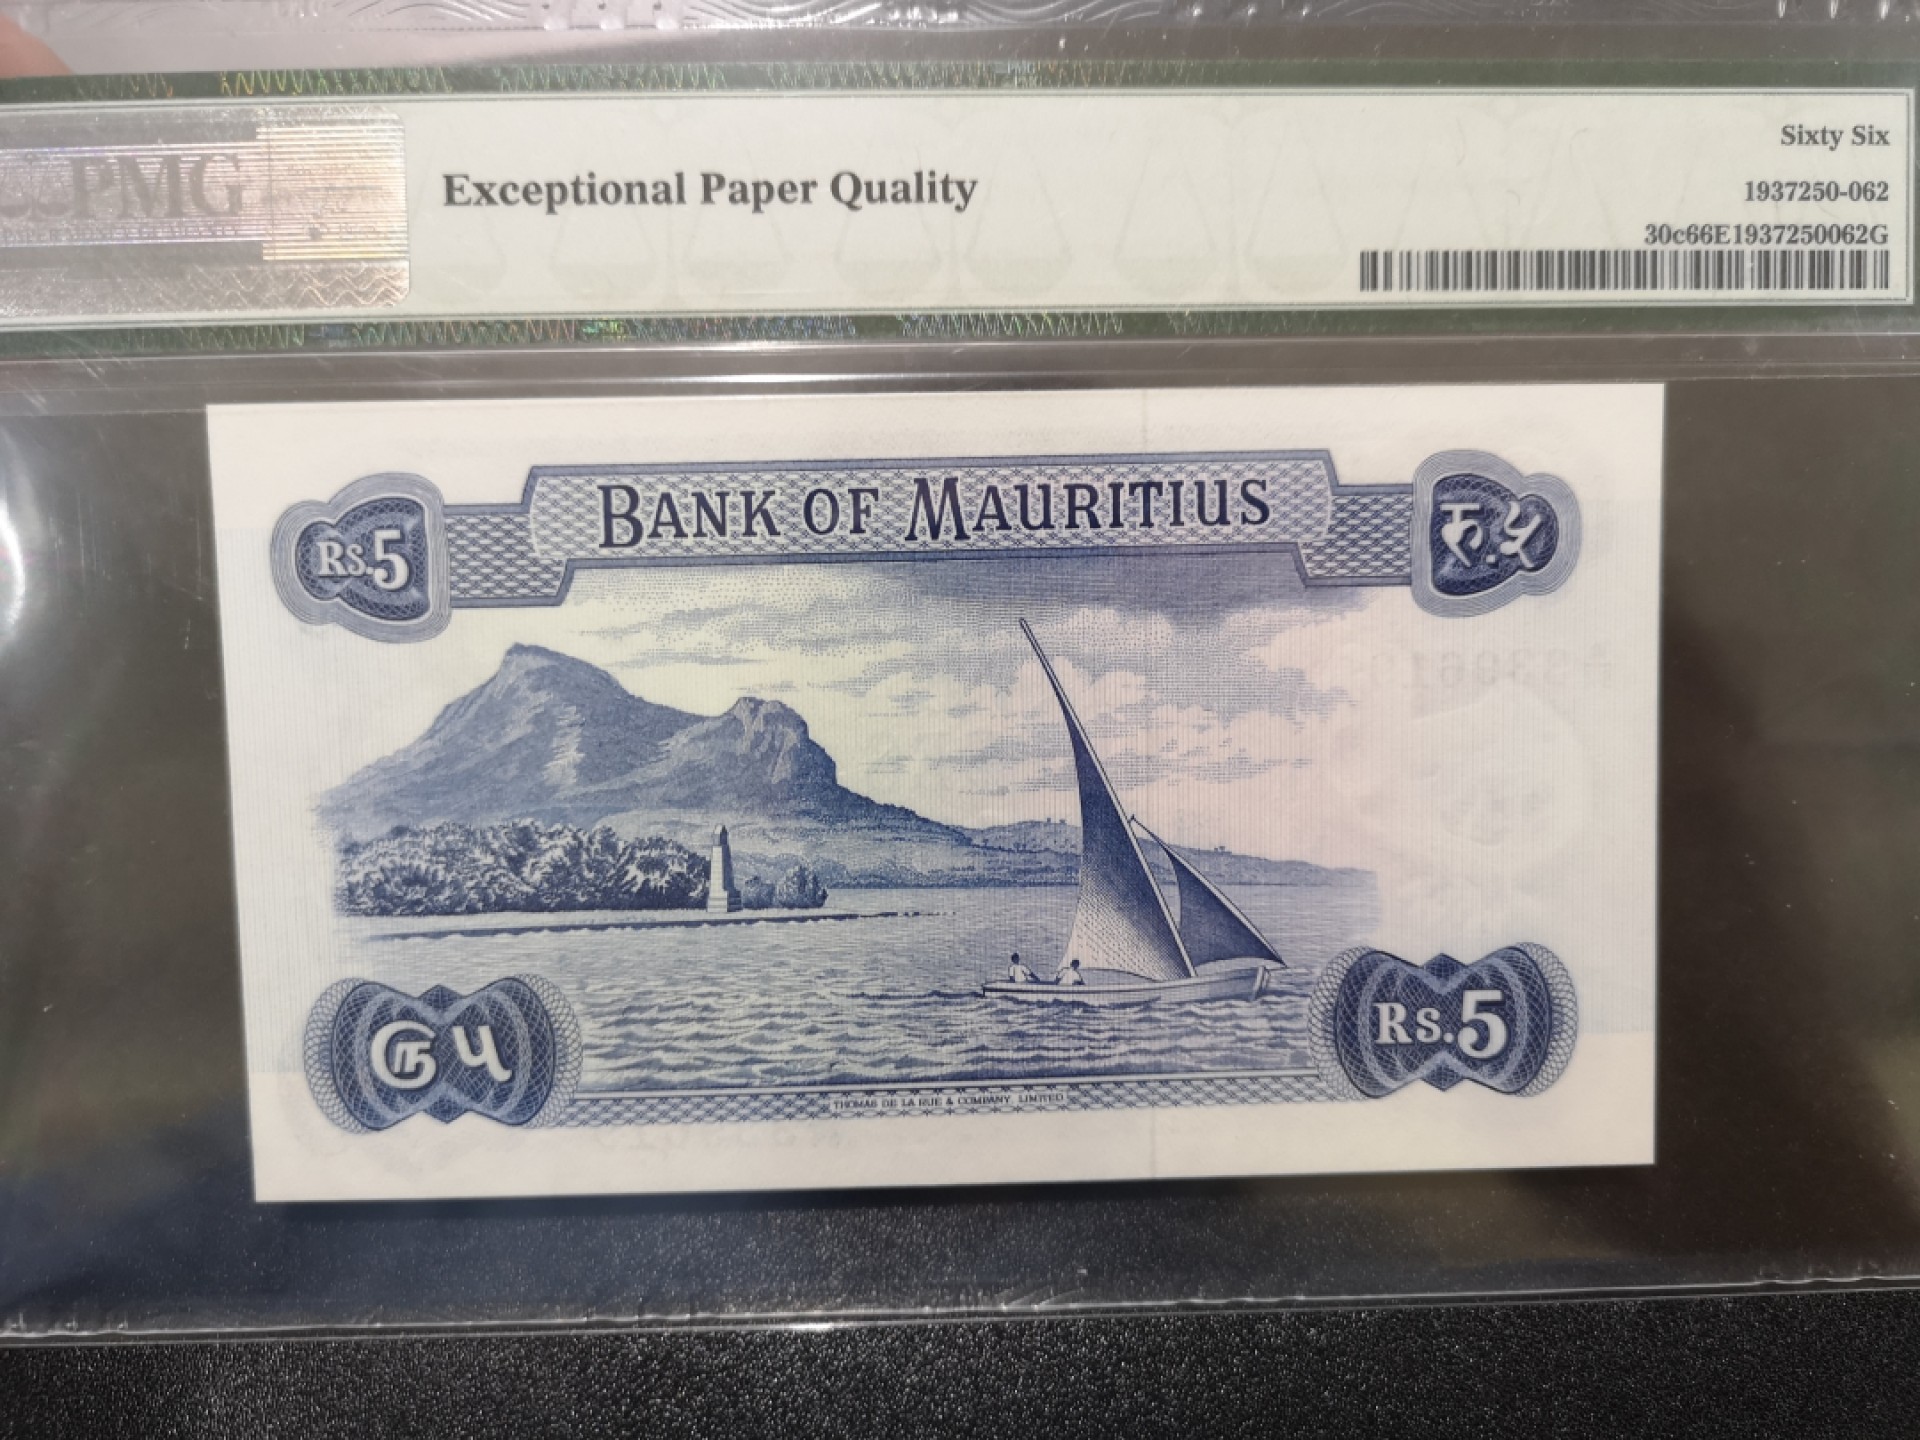 PMG
Exceptional Paper Quality
Sixty Six
1937250-062
30c66E1937250062G
BANK OF MAURITIUS
Rs.5
रु.५
ரூ ५
Rs.5
THOMAS DE LA RUE & COMPANY, LIMITED